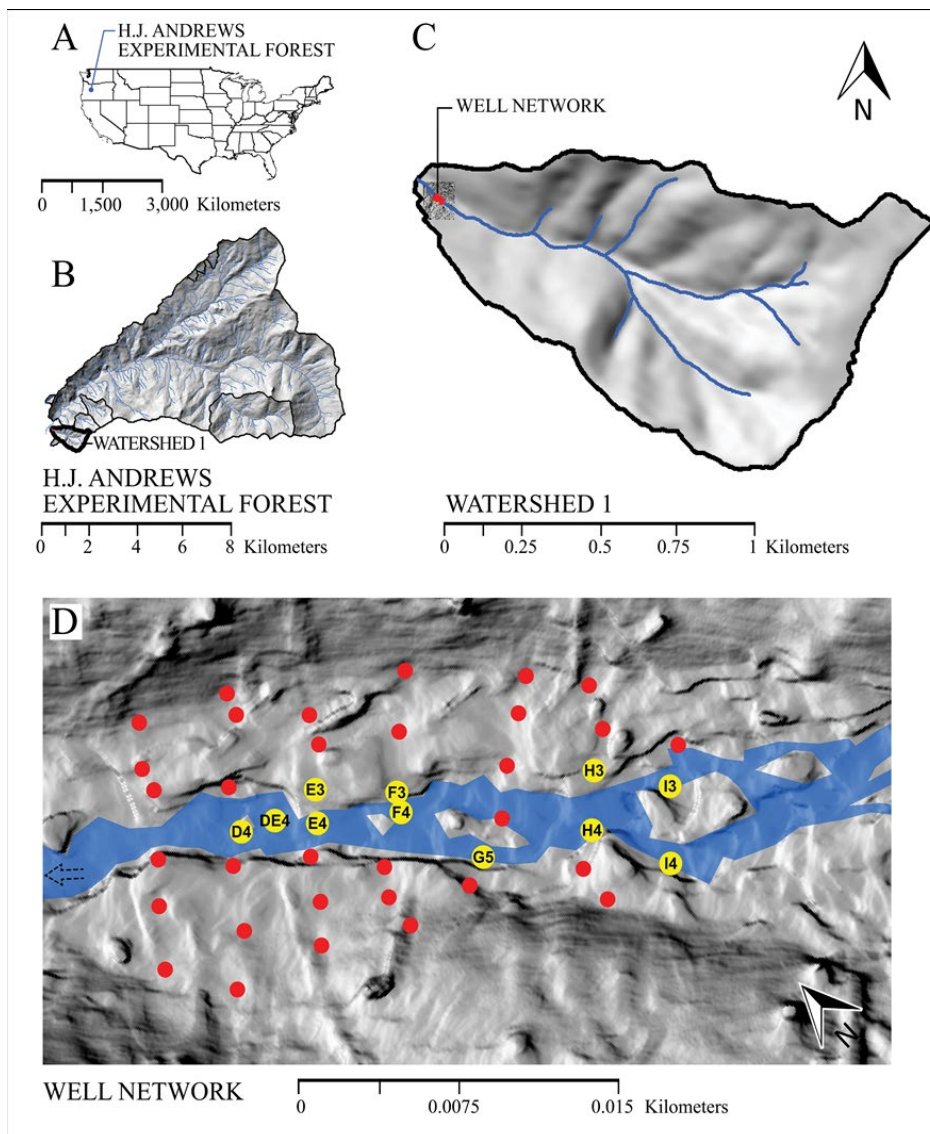 A
H.J. ANDREWS
EXPERIMENTAL FOREST
0 1,500 3,000 Kilometers
B
WATERSHED 1
H.J. ANDREWS
EXPERIMENTAL FOREST
0 1 2 4 6 8 Kilometers
C
WELL NETWORK
N
WATERSHED 1
0 0.25 0.5 0.75 1 Kilometers
D
H3
E3 F3 I3
D4 DE4 E4 F4 H4
G5 I4
N
WELL NETWORK
0 0.0075 0.015 Kilometers